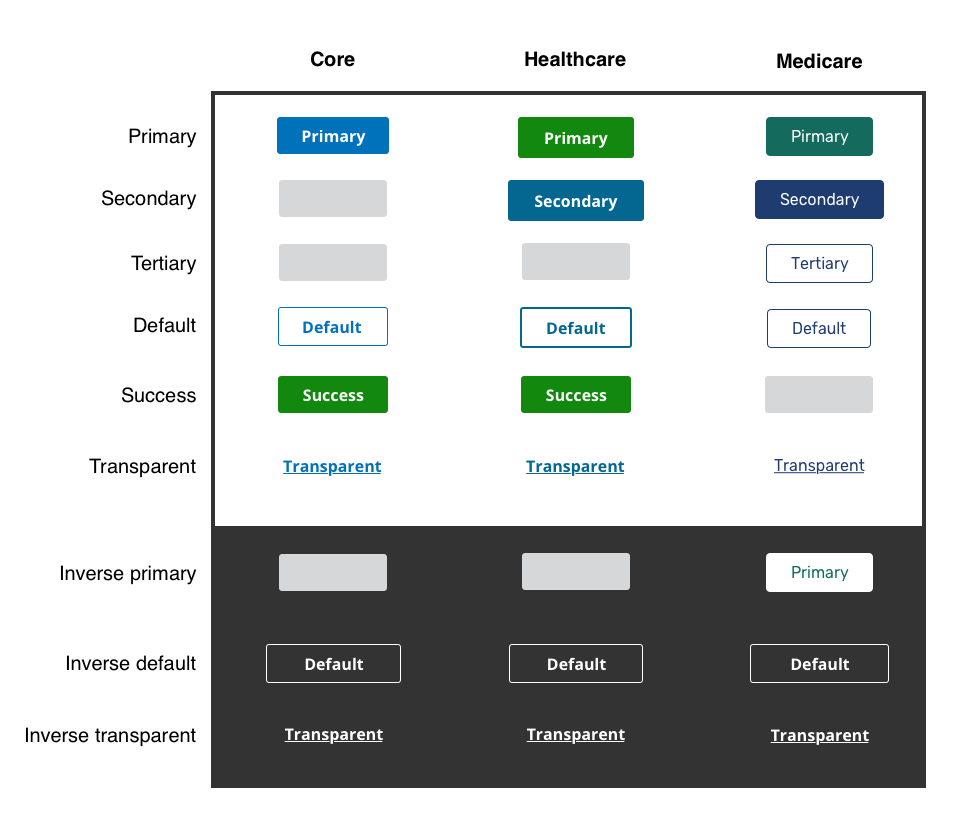 Core Healthcare Medicare
Primary Primary Primary Pirmary
Secondary Secondary Secondary
Tertiary Tertiary
Default Default Default Default
Success Success Success
Transparent Transparent Transparent Transparent
Inverse primary Primary
Inverse default Default Default Default
Inverse transparent Transparent Transparent Transparent